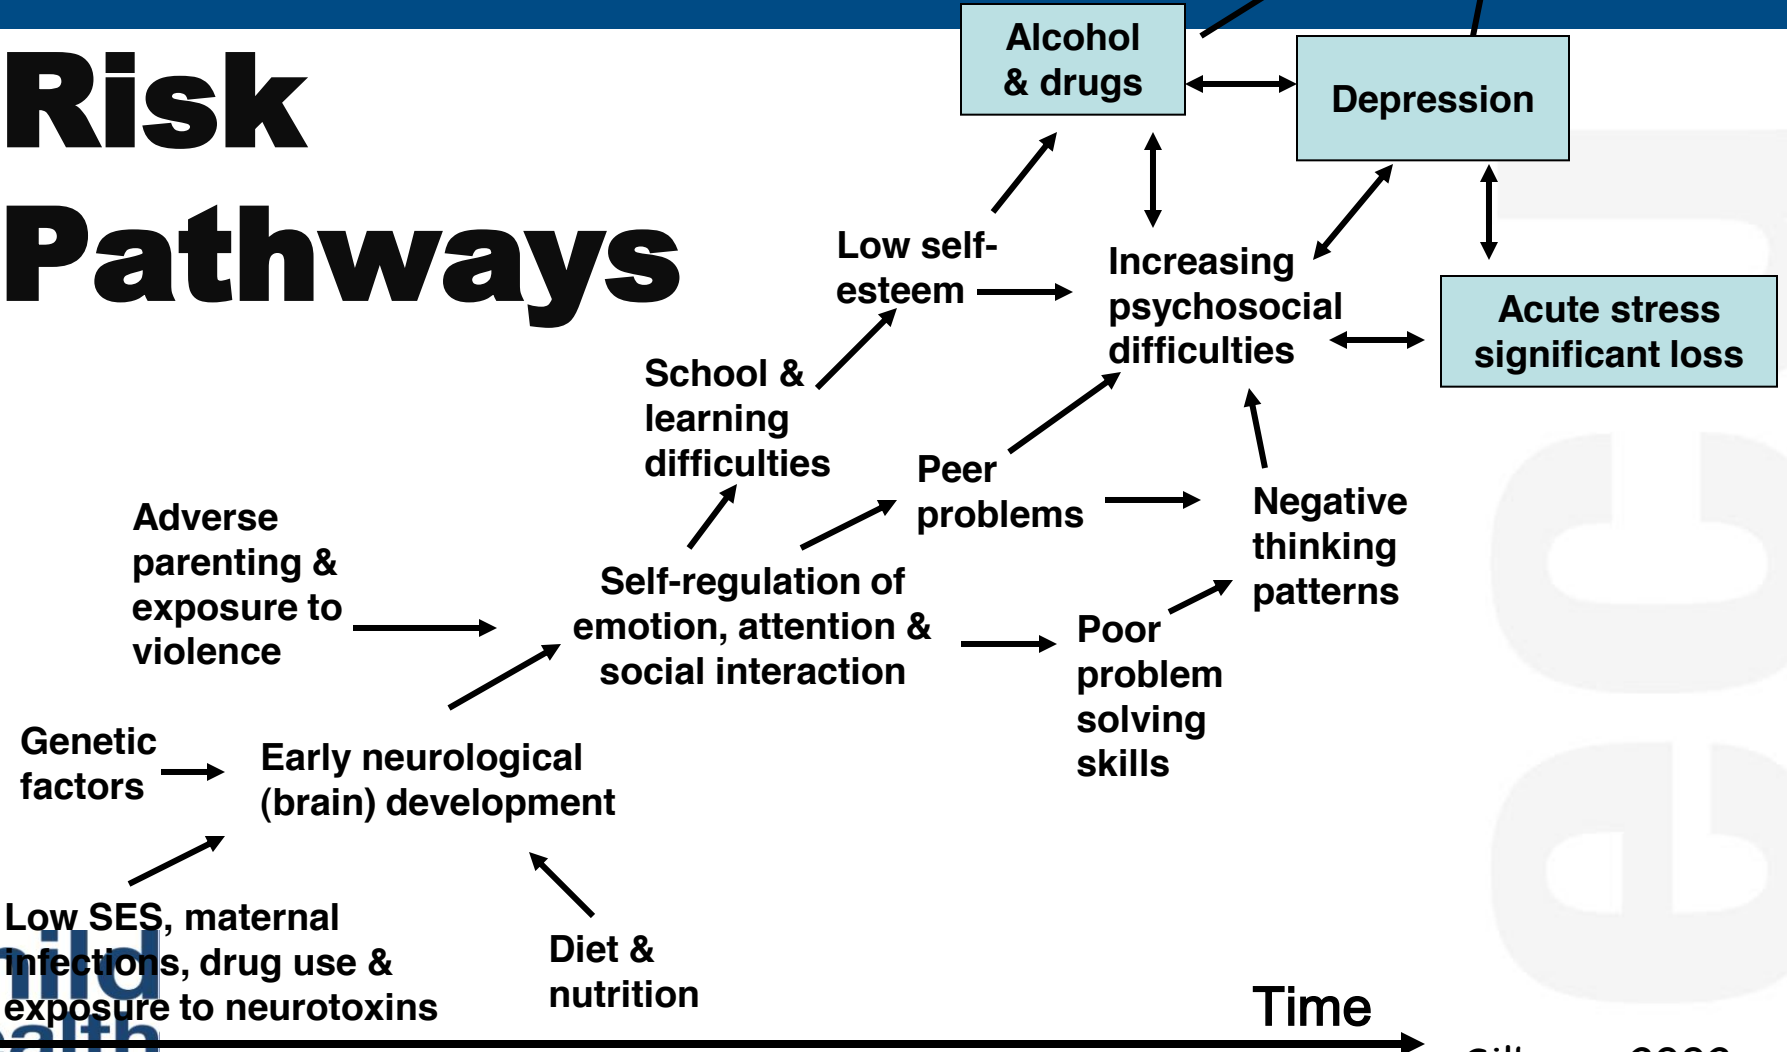 Risk
Pathways
Alcohol
& drugs
Depression
Low self-
esteem
Increasing
psychosocial
difficulties
Acute stress
significant loss
School &
learning
difficulties
Peer
problems
Negative
thinking
patterns
Adverse
parenting &
exposure to
violence
Self-regulation of
emotion, attention &
social interaction
Poor
problem
solving
skills
Genetic
factors
Early neurological
(brain) development
Low SES, maternal
infections, drug use &
exposure to neurotoxins
Diet &
nutrition
Time